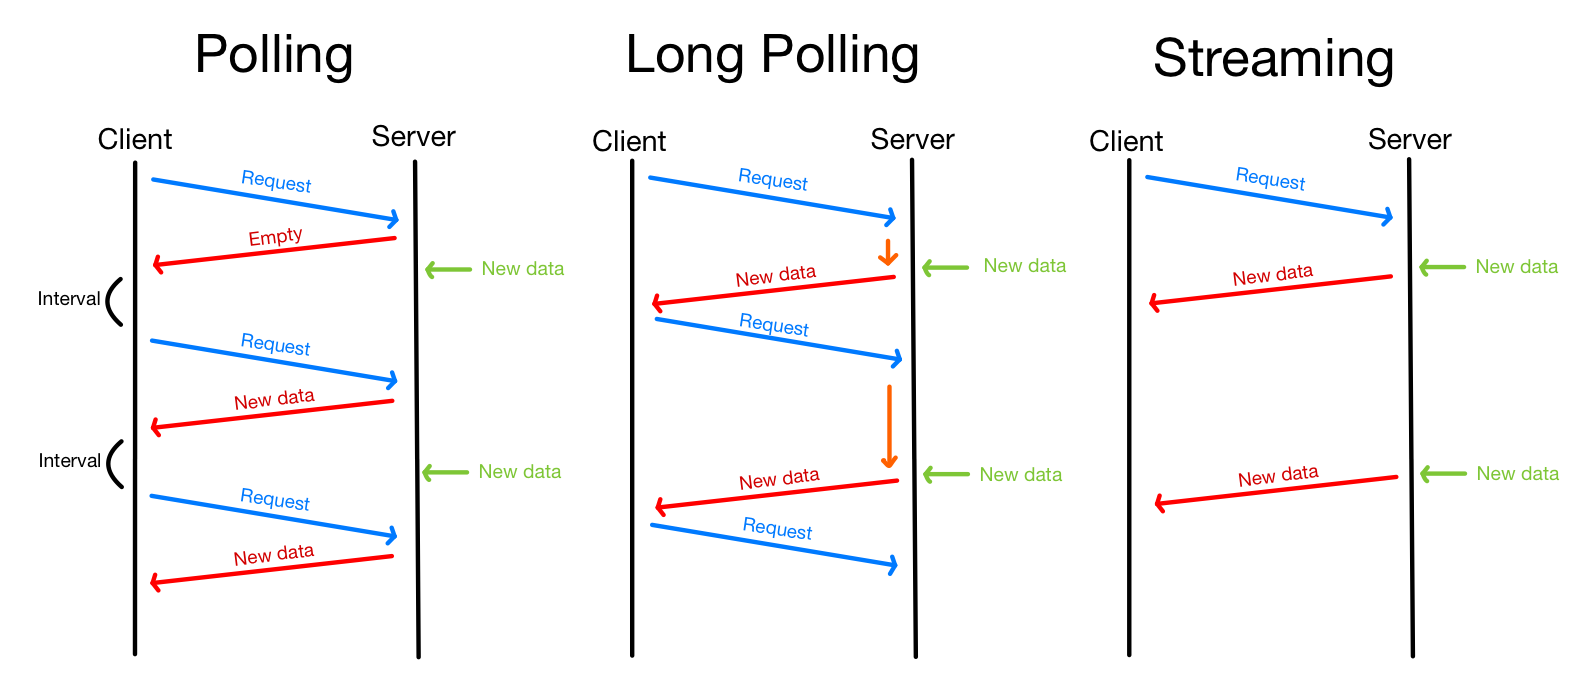 Polling
Client
Server
Request
Empty
New data
Interval
Request
New data
Interval
New data
Request
New data
Long Polling
Client
Server
Request
New data
New data
Request
New data
New data
Request
Streaming
Client
Server
Request
New data
New data
New data
New data